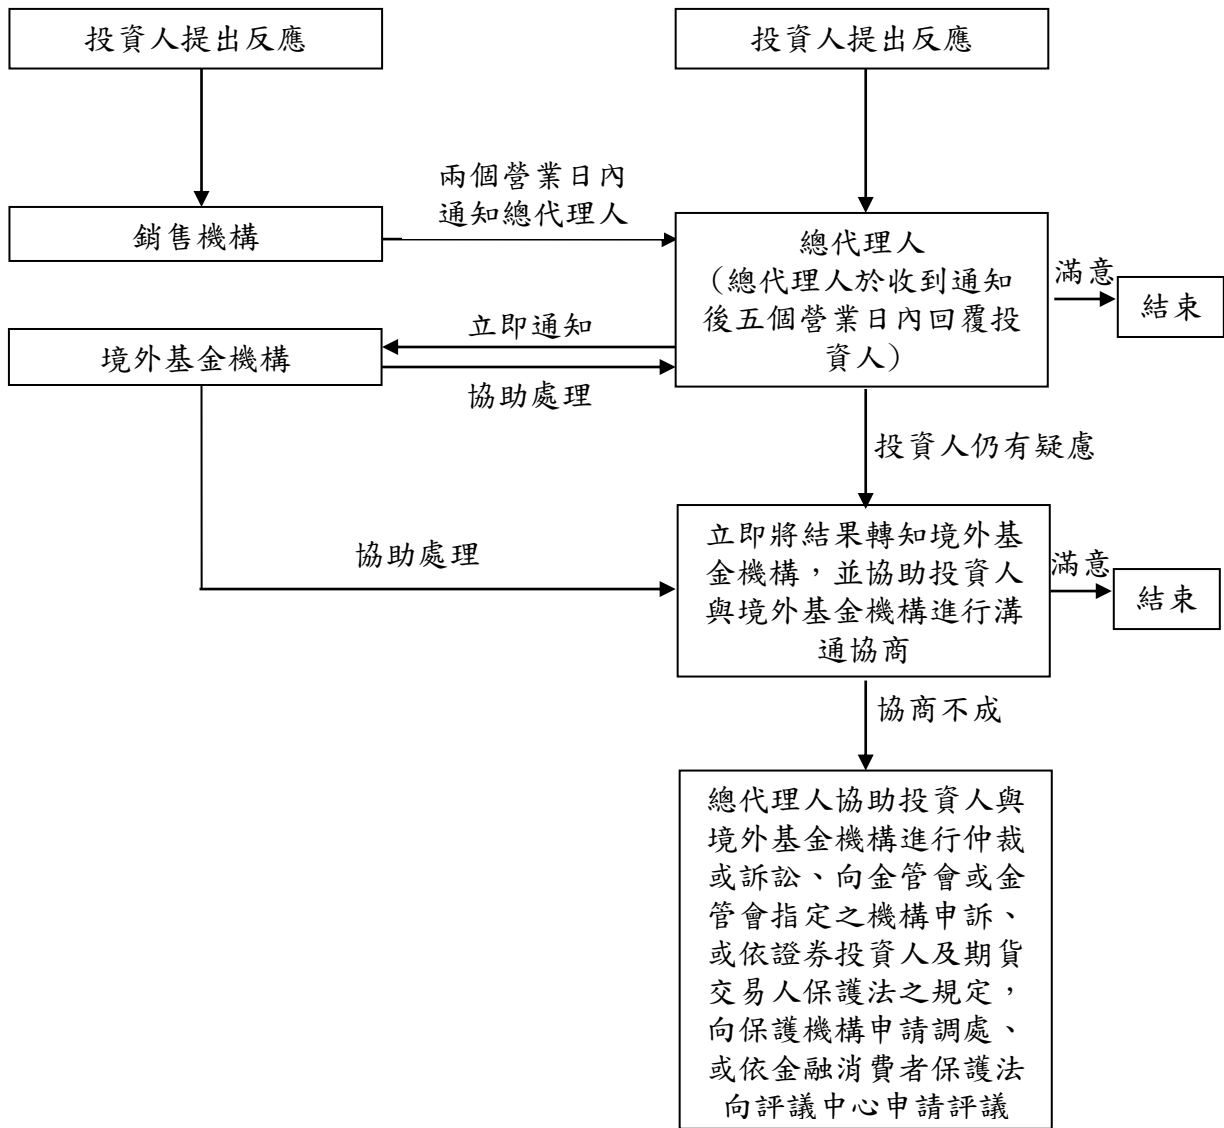 投資人提出反應
投資人提出反應
兩個營業日內
通知總代理人
銷售機構
總代理人
（總代理人於收到通知
後五個營業日內回覆投
資人）
滿意
結束
立即通知
境外基金機構
協助處理
投資人仍有疑慮
協助處理
立即將結果轉知境外基
金機構，並協助投資人
與境外基金機構進行溝
通協商
滿意
結束
協商不成
總代理人協助投資人與
境外基金機構進行仲裁
或訴訟、向金管會或金
管會指定之機構申訴、
或依證券投資人及期貨
交易人保護法之規定，
向保護機構申請調處、
或依金融消費者保護法
向評議中心申請評議